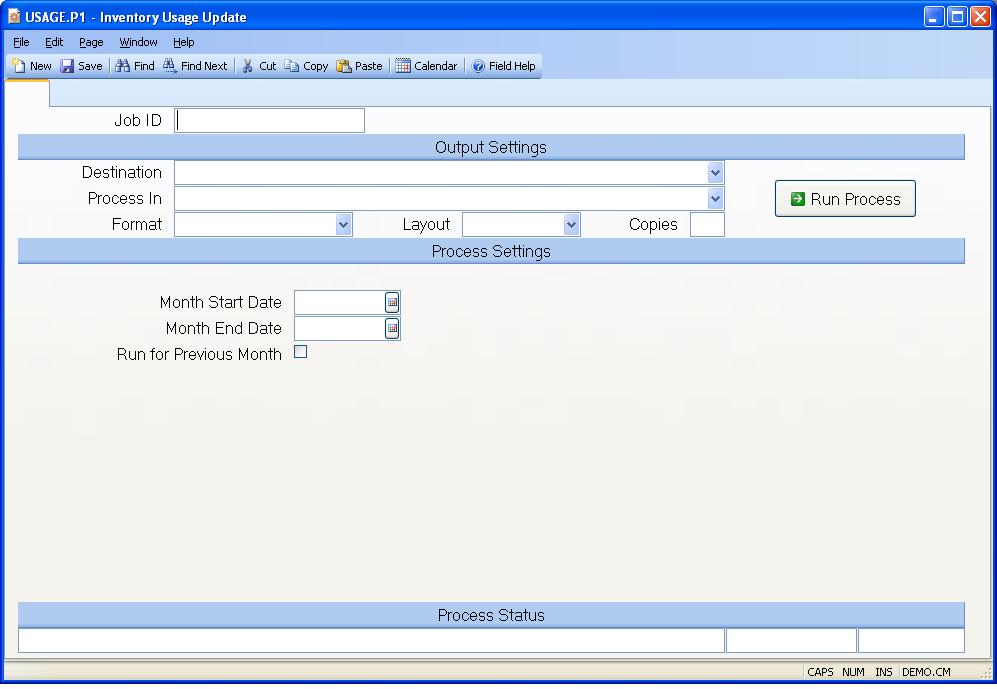 USAGE.P1 - Inventory Usage Update
File Edit Page Window Help
New Save Find Find Next Cut Copy Paste Calendar Field Help
Job ID
Output Settings
Destination
Process In
Run Process
Format Layout Copies
Process Settings
Month Start Date
Month End Date
Run for Previous Month
Process Status
CAPS NUM INS DEMO.CM